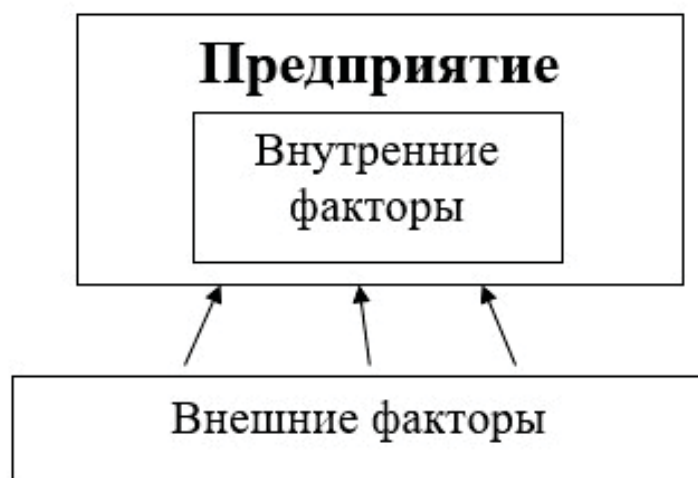 Предприятие
Внутренние
факторы
Внешние факторы